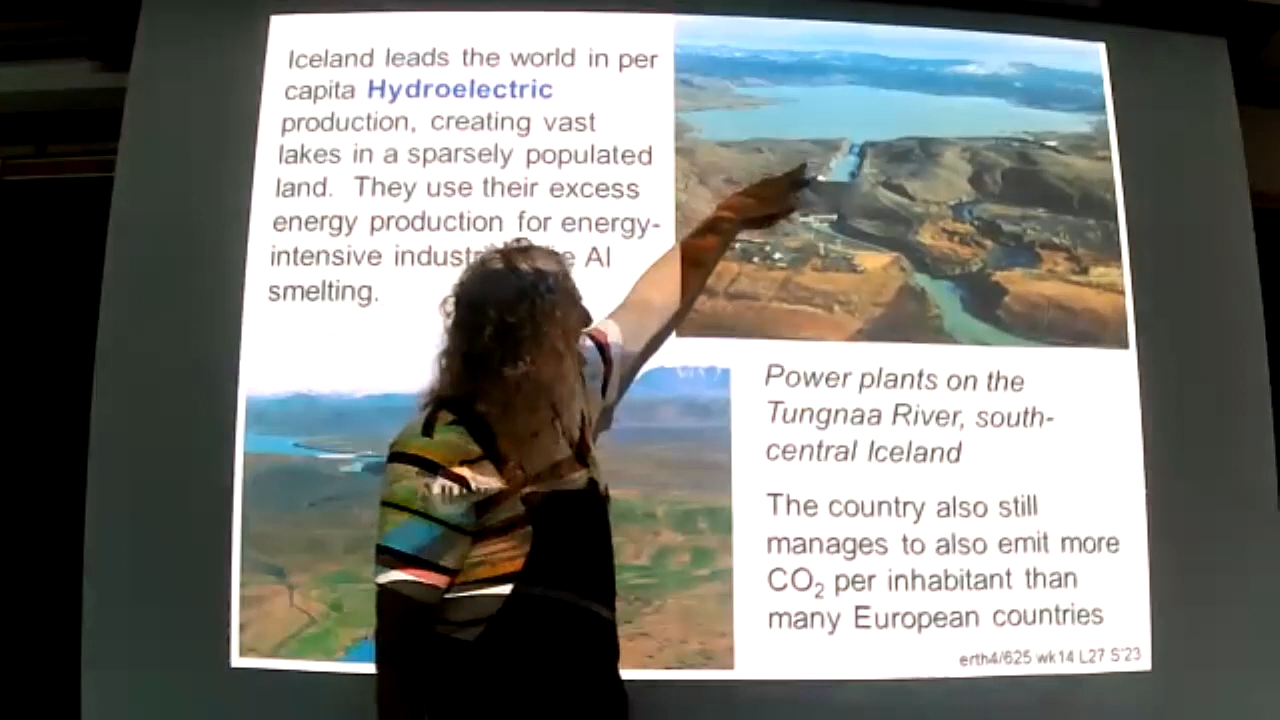 Iceland leads the world in per
capita Hydroelectric
production, creating vast
lakes in a sparsely populated
land. They use their excess
energy production for energy-
intensive Al
smelting.
Power plants on the
Tungnaa River, south-
central Iceland
The country also still
manages to also emit more
CO₂ per inhabitant than
many European countries
erth4/625 wk14 L27 S'23